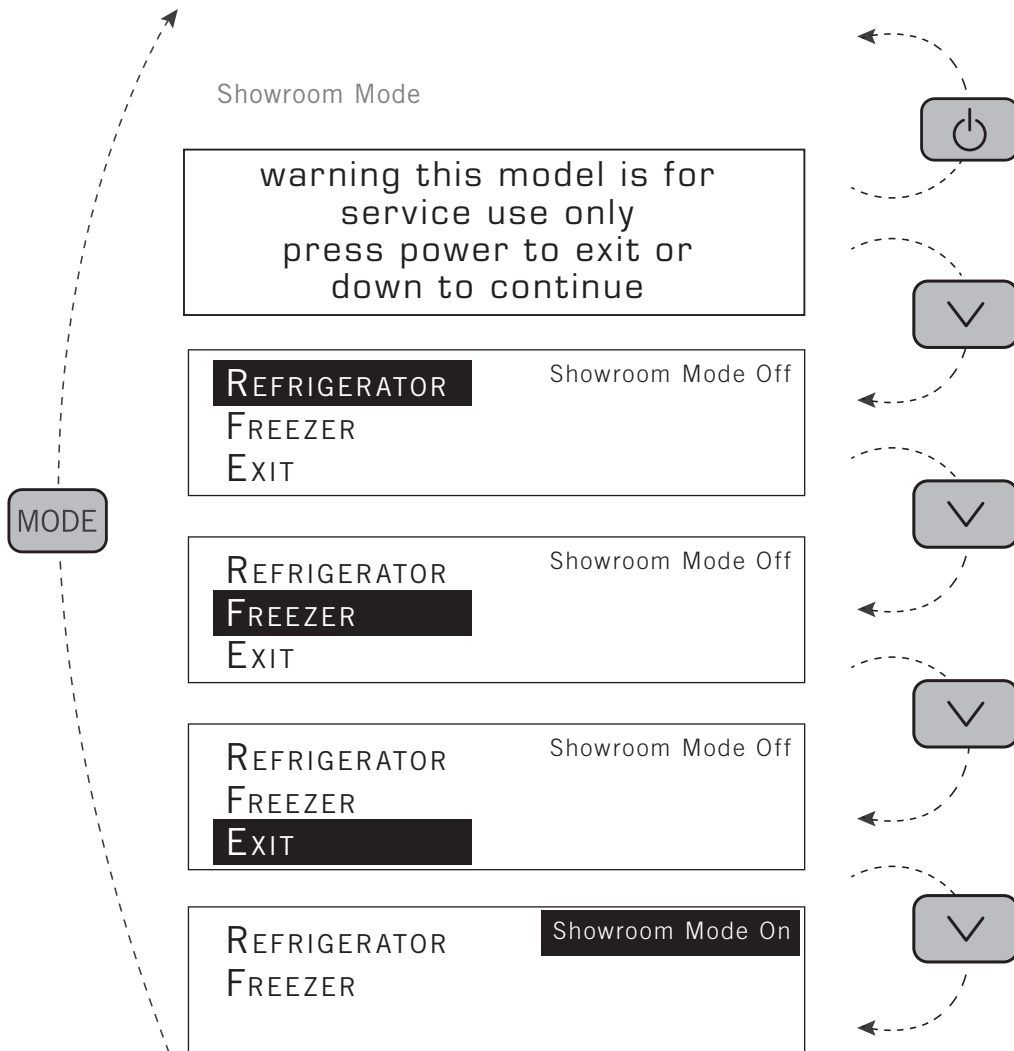 Showroom Mode
warning this model is for
service use only
press power to exit or
down to continue
REFRIGERATOR
Showroom Mode Off
FREEZER
EXIT
MODE
REFRIGERATOR
Showroom Mode Off
FREEZER
EXIT
REFRIGERATOR
Showroom Mode Off
FREEZER
EXIT
REFRIGERATOR
Showroom Mode On
FREEZER